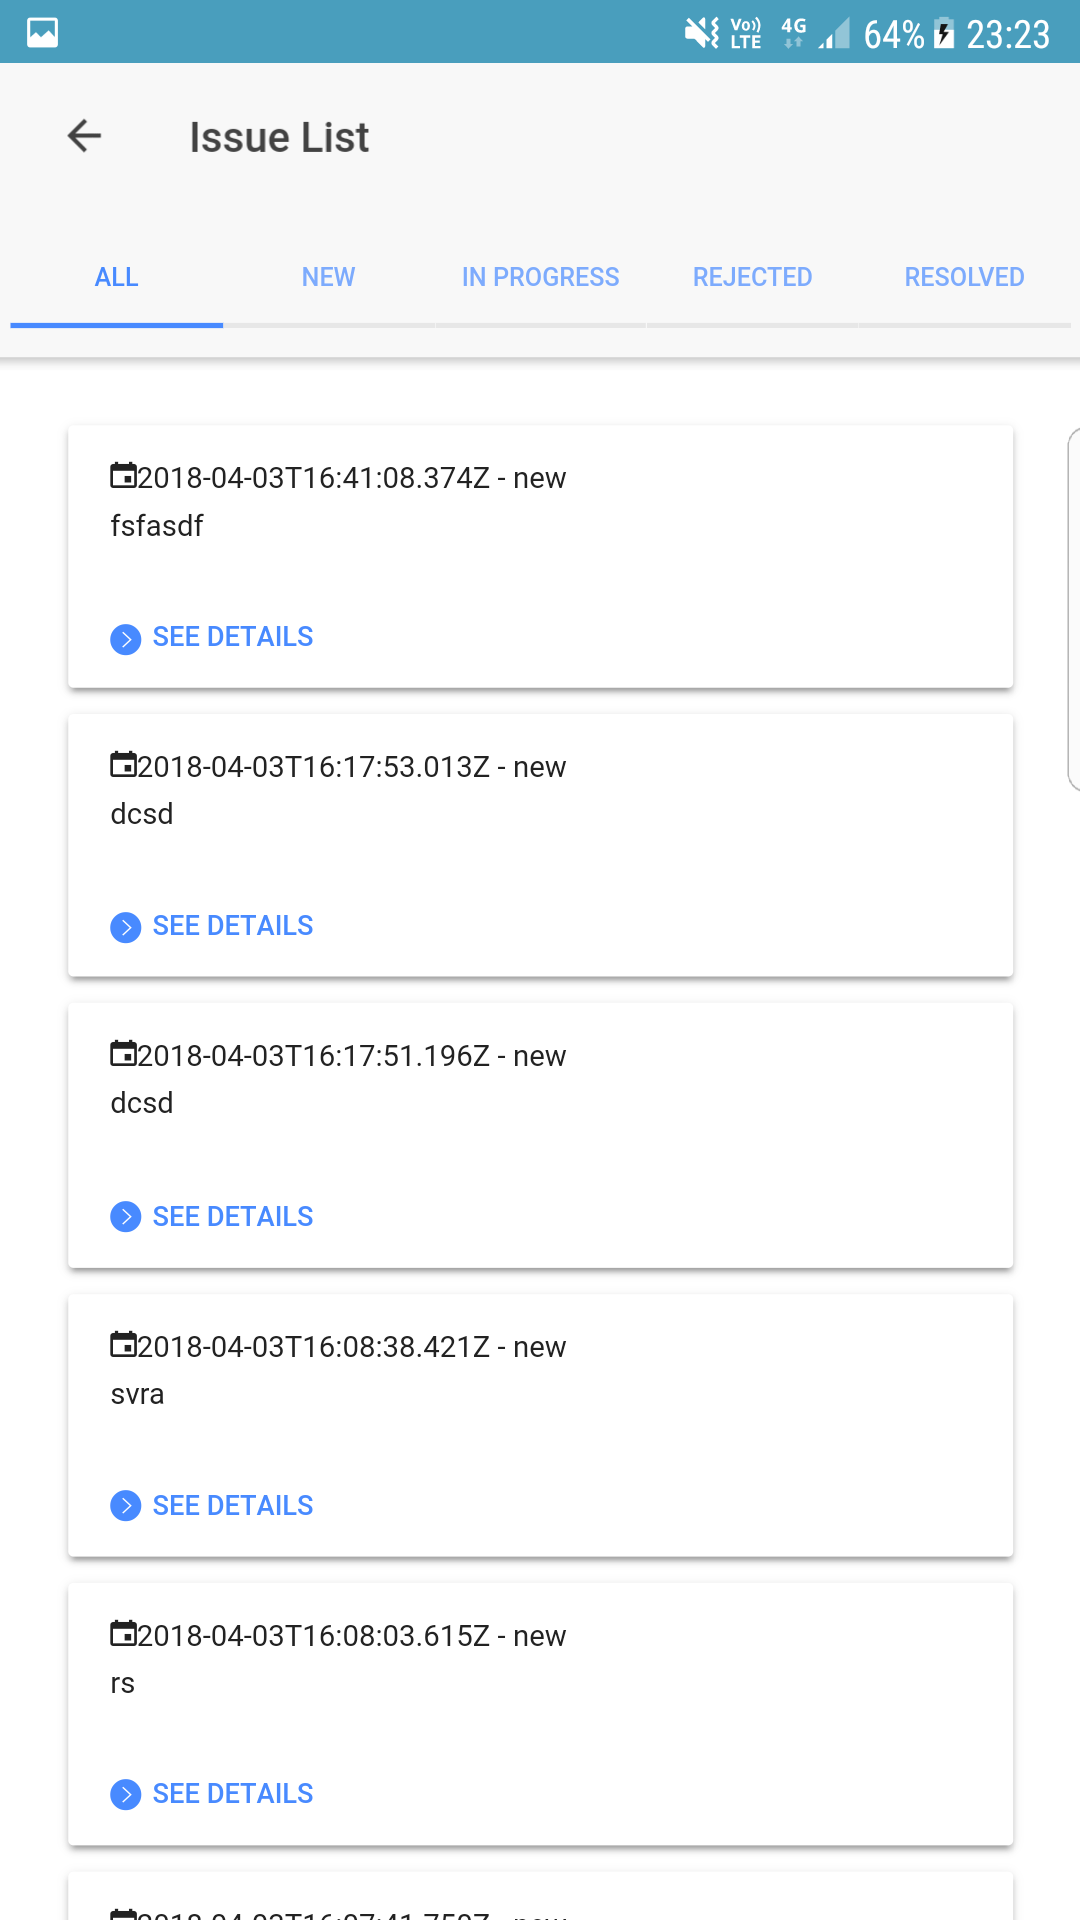 Vo)) LTE 4G 64% 23:23
Issue List
ALL NEW IN PROGRESS REJECTED RESOLVED
2018-04-03T16:41:08.374Z - new
fsfasdf
SEE DETAILS
2018-04-03T16:17:53.013Z - new
dcsd
SEE DETAILS
2018-04-03T16:17:51.196Z - new
dcsd
SEE DETAILS
2018-04-03T16:08:38.421Z - new
svra
SEE DETAILS
2018-04-03T16:08:03.615Z - new
rs
SEE DETAILS